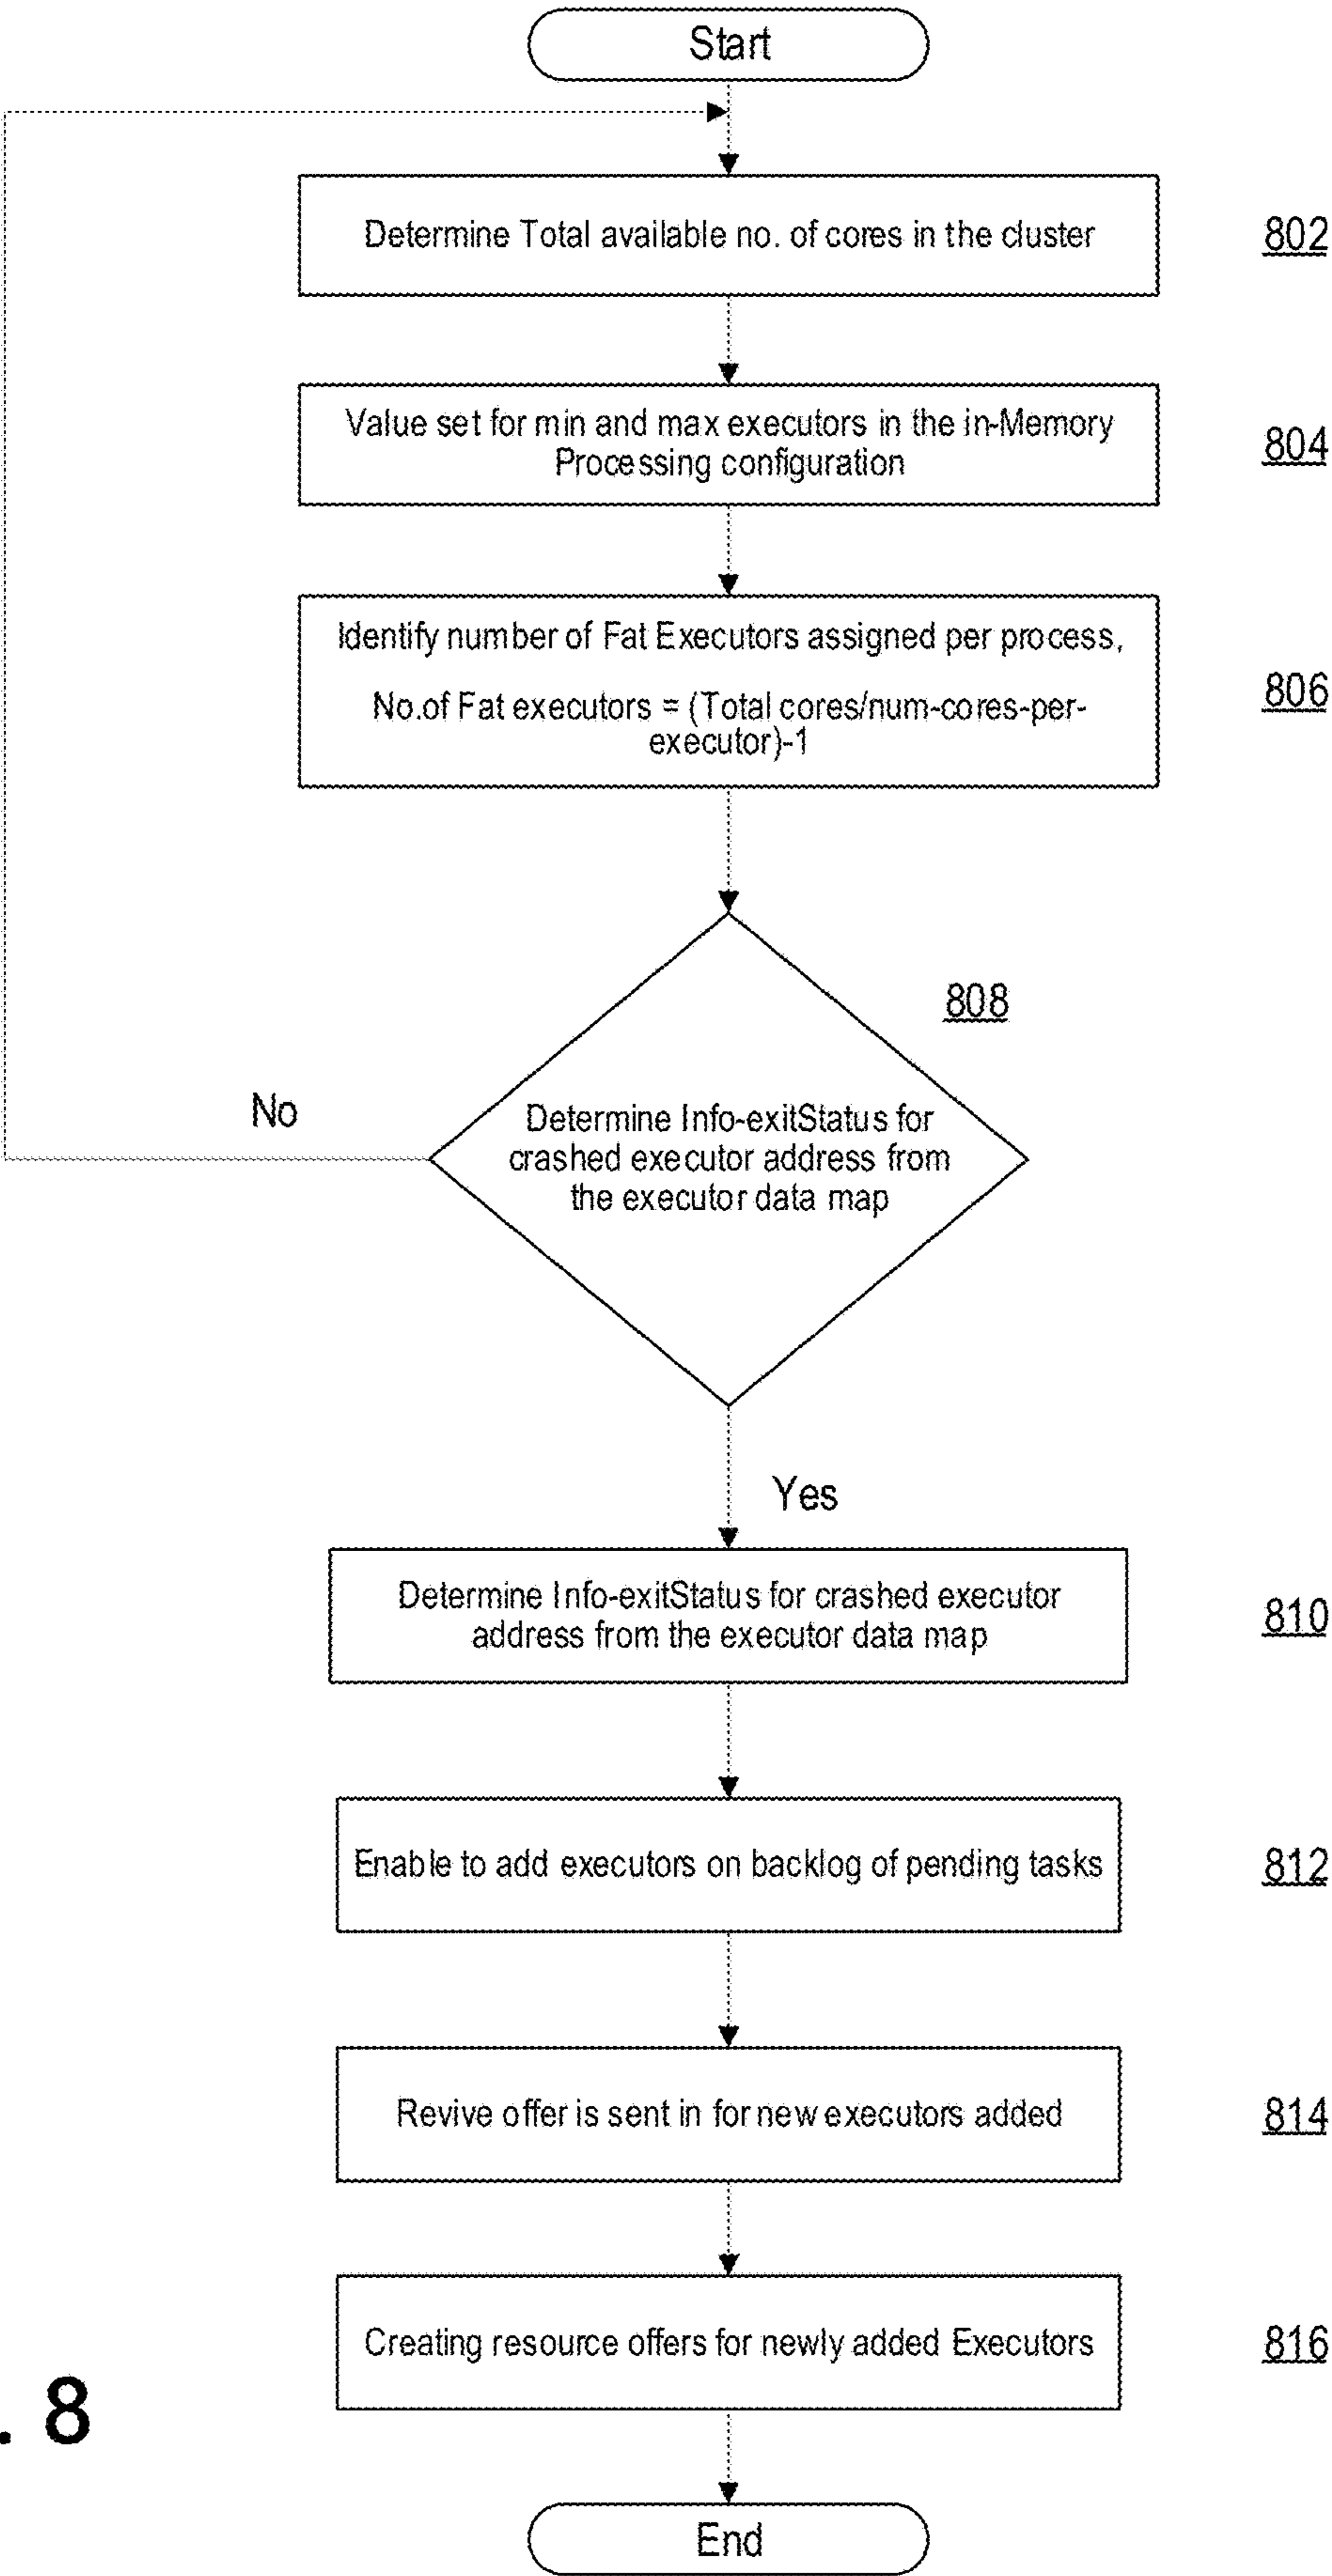 Start
Determine Total available no. of cores in the cluster
802
Value set for min and max executors in the in-Memory
Processing configuration
804
Identify number of Fat Executors assigned per process,
No.of Fat executors = (Total cores/num-cores-per-
executor)-1
806
808
No
Determine Info-exitStatus for
crashed executor address from
the executor data map
Yes
Determine Info-exitStatus for crashed executor
address from the executor data map
810
Enable to add executors on backlog of pending tasks
812
Revive offer is sent in for new executors added
814
Creating resource offers for newly added Executors
816
. 8
End